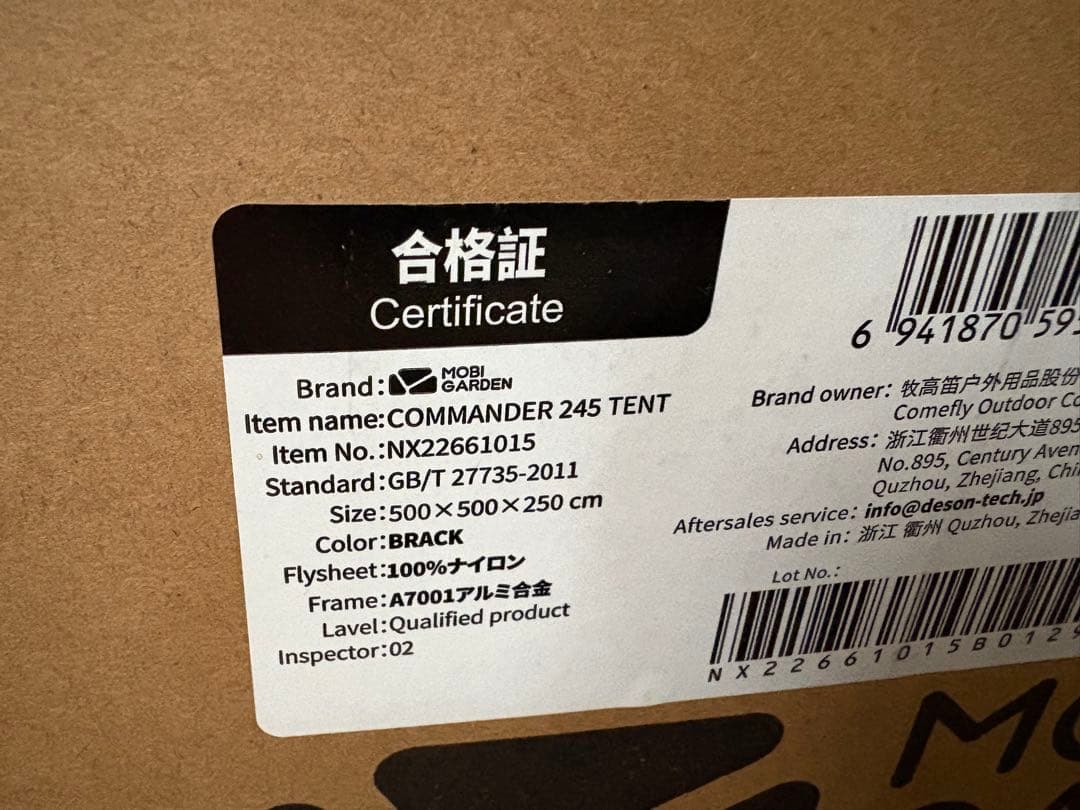 合格証
Certificate
Brand: MOBI GARDEN
Item name:COMMANDER 245 TENT
Item No.:NX22661015
Standard:GB/T 27735-2011
Size:500×500×250 cm
Color:BRACK
Flysheet:100%ナイロン
Frame:A7001アルミ合金
Lavel:Qualified product
Inspector:02
6 941870 59
Brand owner: 牧高笛户外用品股份
Comefly Outdoor Co
Address: 浙江衢州世纪大道895
No.895, Century Aven
Quzhou, Zhejiang, Chi
Aftersales service: info@deson-tech.jp
Made in: 浙江 衢州 Quzhou, Zhejia
Lot No.:
NX22661015B0129
MO